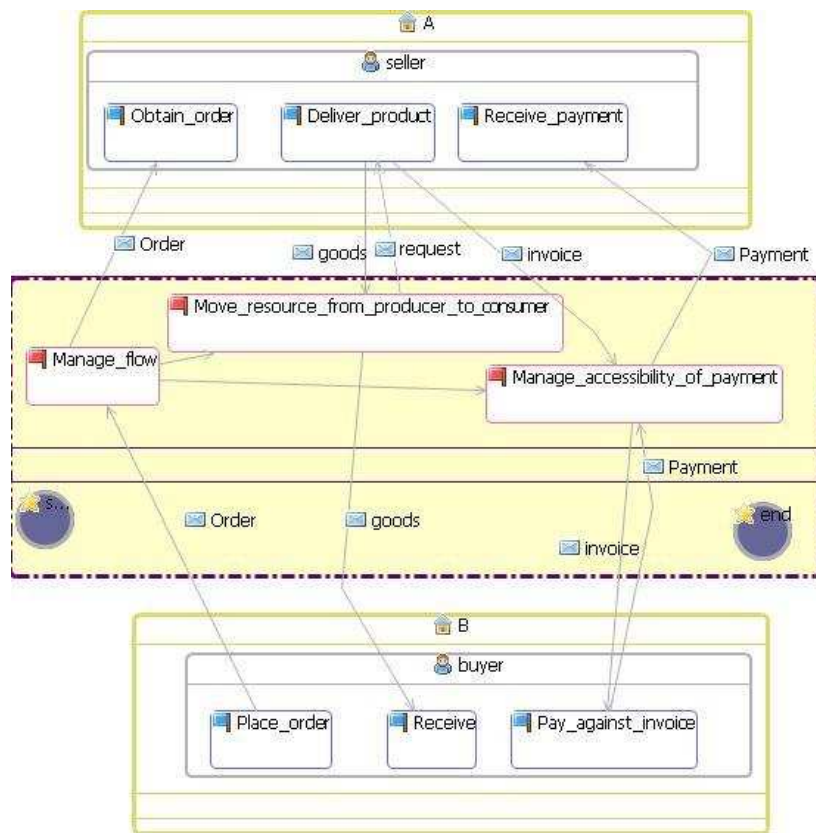 A
seller
Obtain_order
Deliver_product
Receive_payment
Order
goods
request
invoice
Payment
Move_resource_from_producer_to_consumer
Manage_flow
Manage_accessibility_of_payment
Payment
s...
Order
goods
end
invoice
B
buyer
Place_order
Receive
Pay_against_invoice